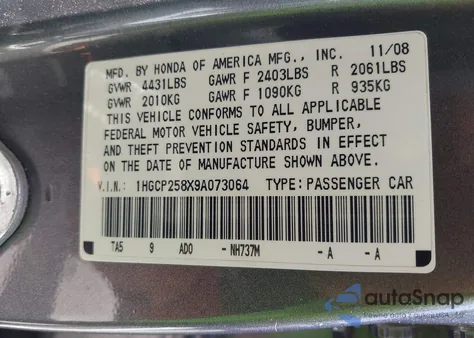 MFD. BY HONDA OF AMERICA MFG., INC. 11/08
GVWR 4431LBS GAWR F 2403LBS R 2061LBS
GVWR 2010KG GAWR F 1090KG R 935KG
THIS VEHICLE CONFORMS TO ALL APPLICABLE
FEDERAL MOTOR VEHICLE SAFETY, BUMPER,
AND THEFT PREVENTION STANDARDS IN EFFECT
ON THE DATE OF MANUFACTURE SHOWN ABOVE.
V.I.N.: 1HGCP258X9A073064 TYPE: PASSENGER CAR
TA5 9 AD0 - NH737M - A - A
autoSnap